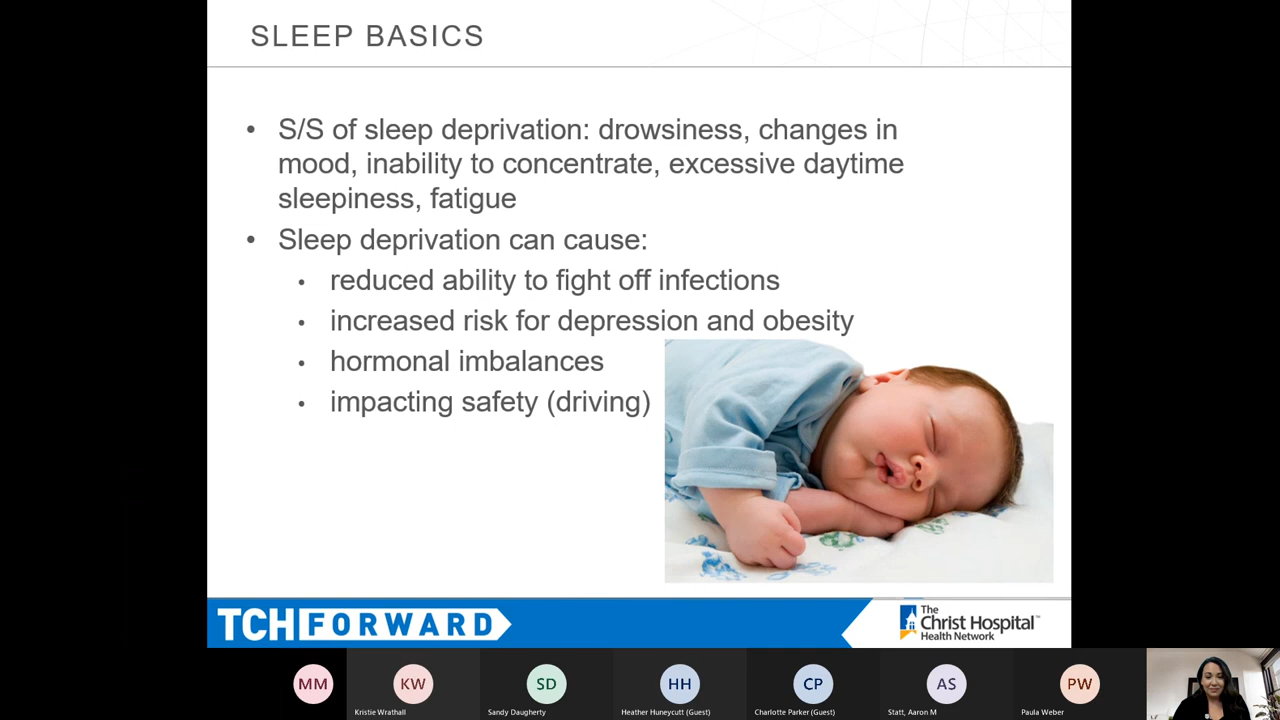 SLEEP BASICS
• S/S of sleep deprivation: drowsiness, changes in
mood, inability to concentrate, excessive daytime
sleepiness, fatigue
• Sleep deprivation can cause:
• reduced ability to fight off infections
• increased risk for depression and obesity
• hormonal imbalances
• impacting safety (driving)
TCH FORWARD
The
Christ Hospital™
Health Network
MM
KW
SD
HH
CP
AS
PW
Kristie Wrathall
Sandy Daugherty
Heather Huneycutt (Guest)
Charlotte Parker (Guest)
Statt, Aaron M
Paula Weber